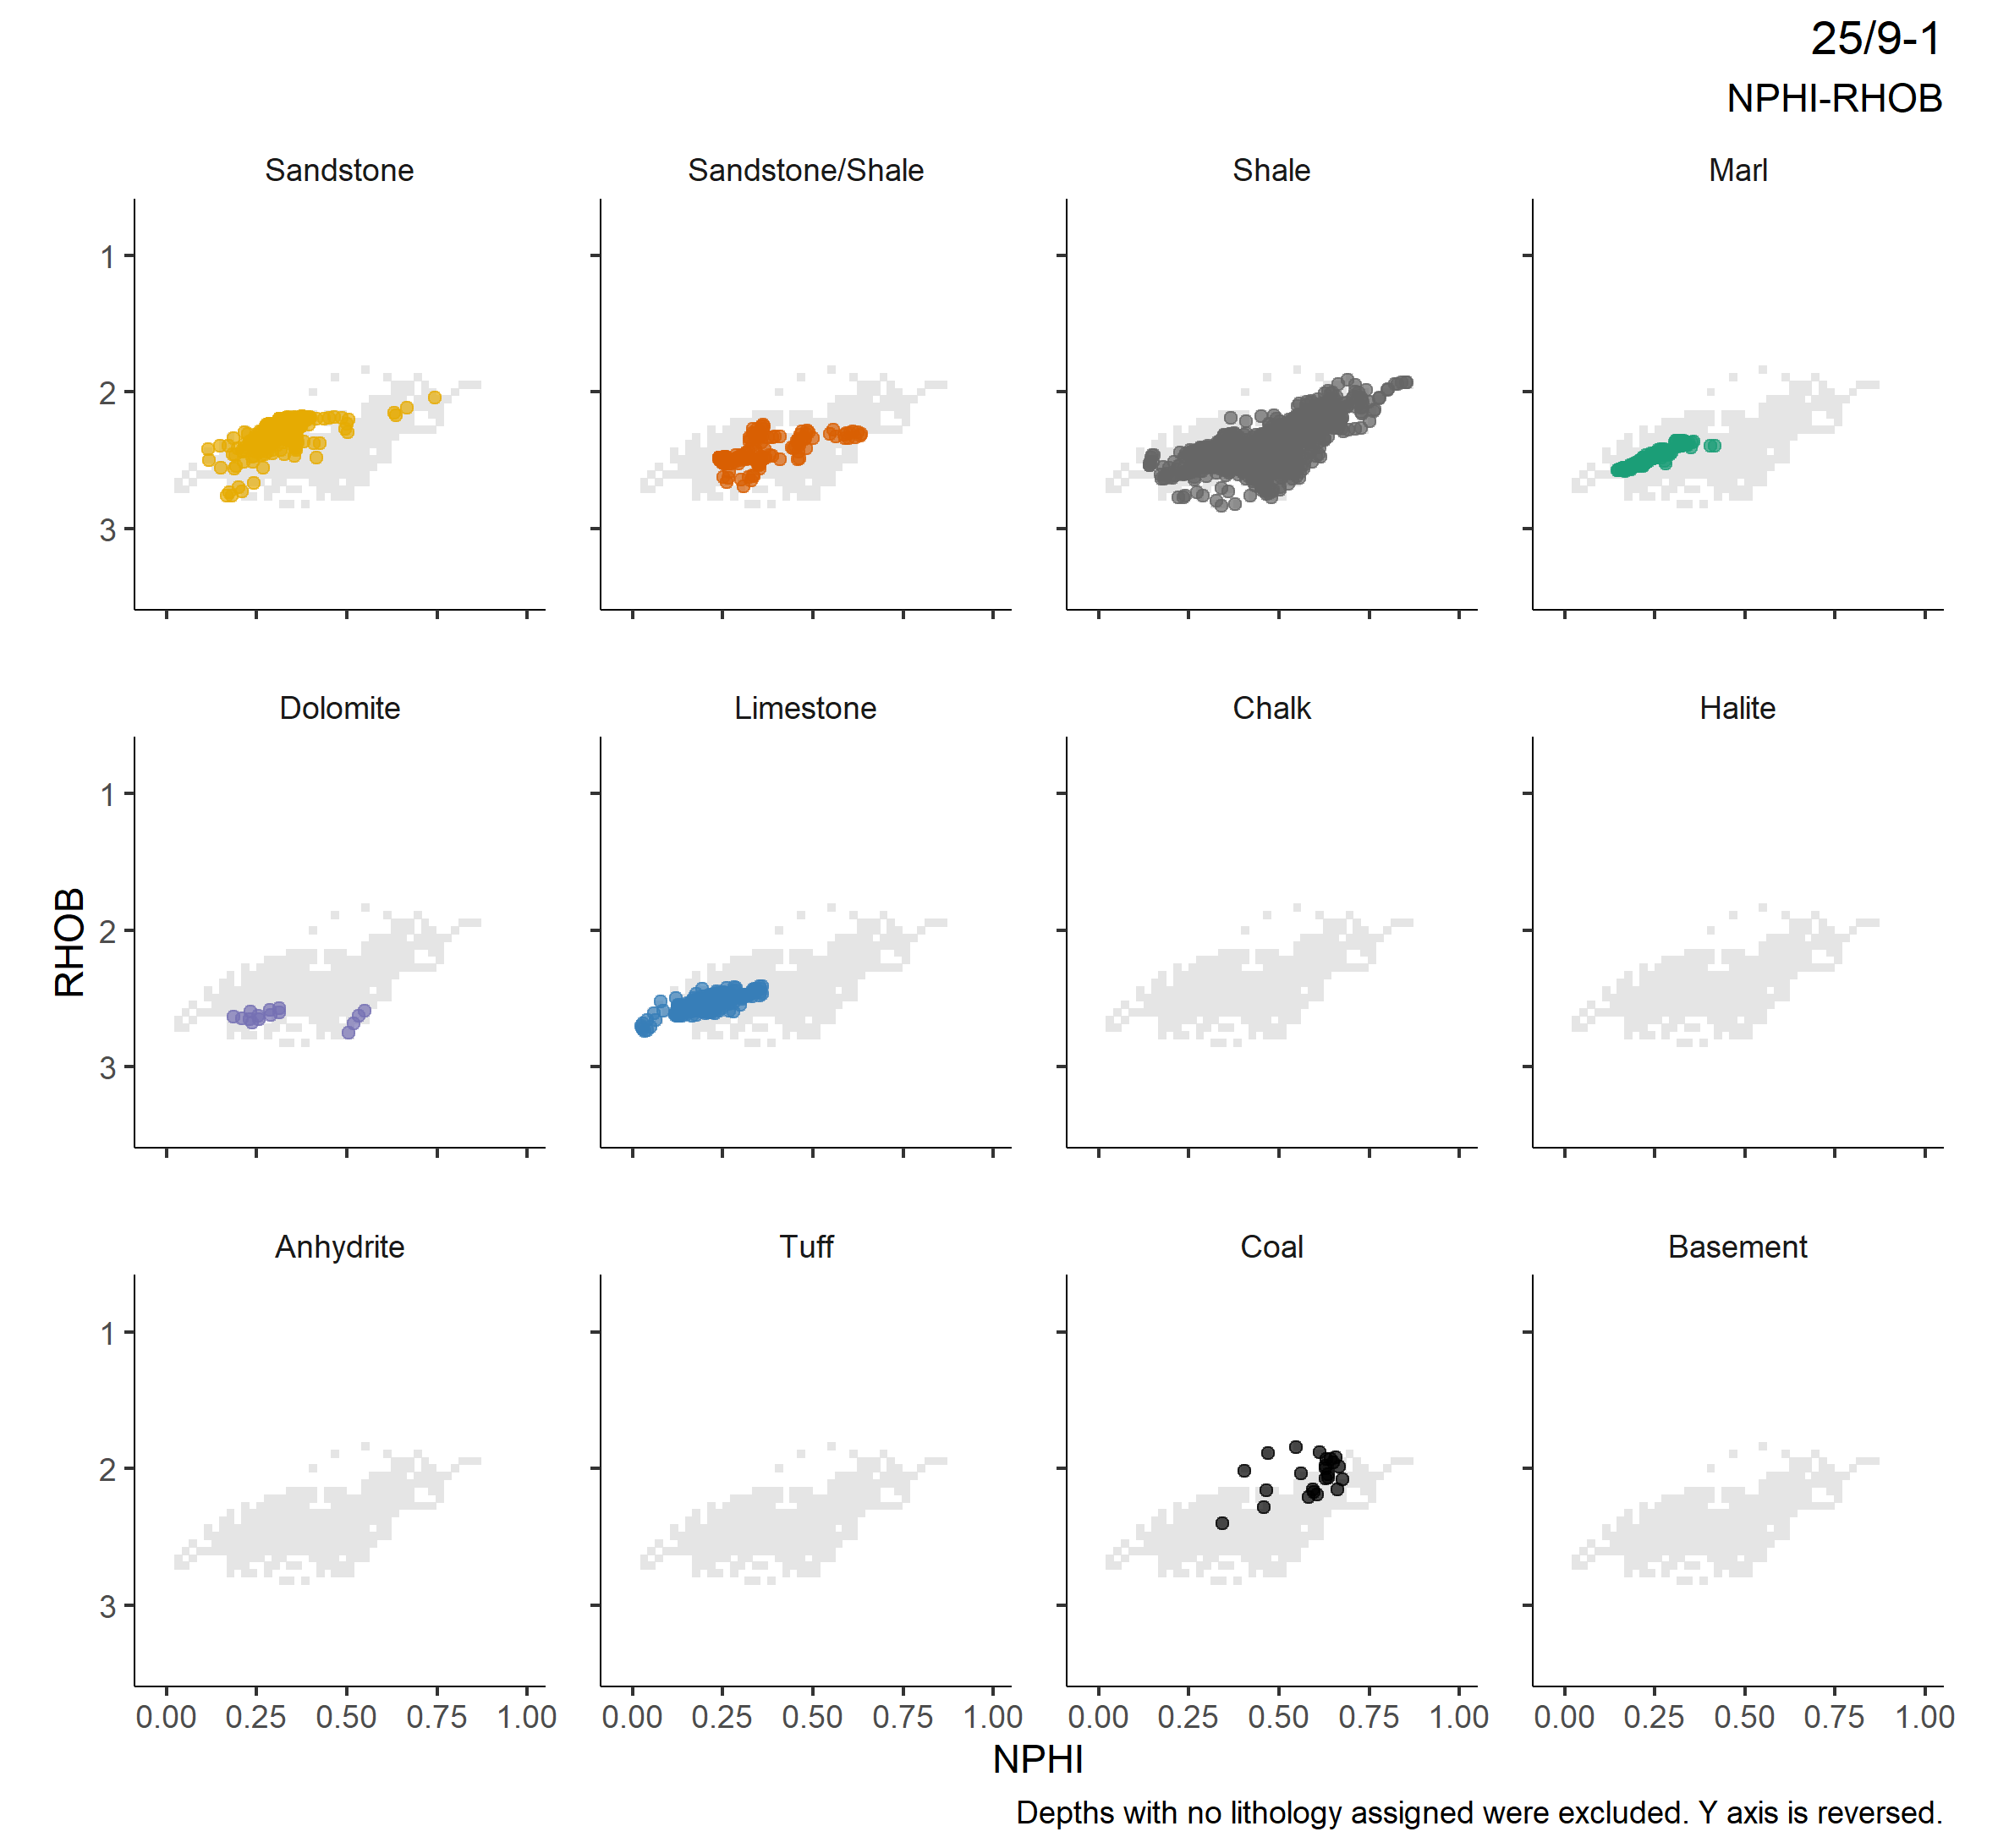 25/9-1
NPHI-RHOB
Sandstone Sandstone/Shale Shale Marl
1
2
3
Dolomite Limestone Chalk Halite
1
2
3
RHOB
Anhydrite Tuff Coal Basement
1
2
3
0.00 0.25 0.50 0.75 1.00 0.00 0.25 0.50 0.75 1.00 0.00 0.25 0.50 0.75 1.00 0.00 0.25 0.50 0.75 1.00
NPHI
Depths with no lithology assigned were excluded. Y axis is reversed.